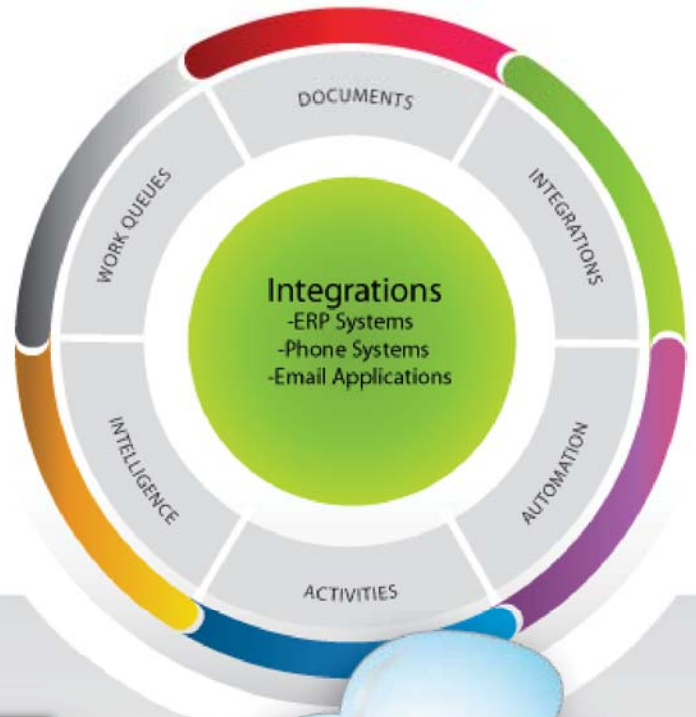 DOCUMENTS
INTEGRATIONS
AUTOMATION
ACTIVITIES
INTELLIGENCE
WORK QUEUES
Integrations
-ERP Systems
-Phone Systems
-Email Applications